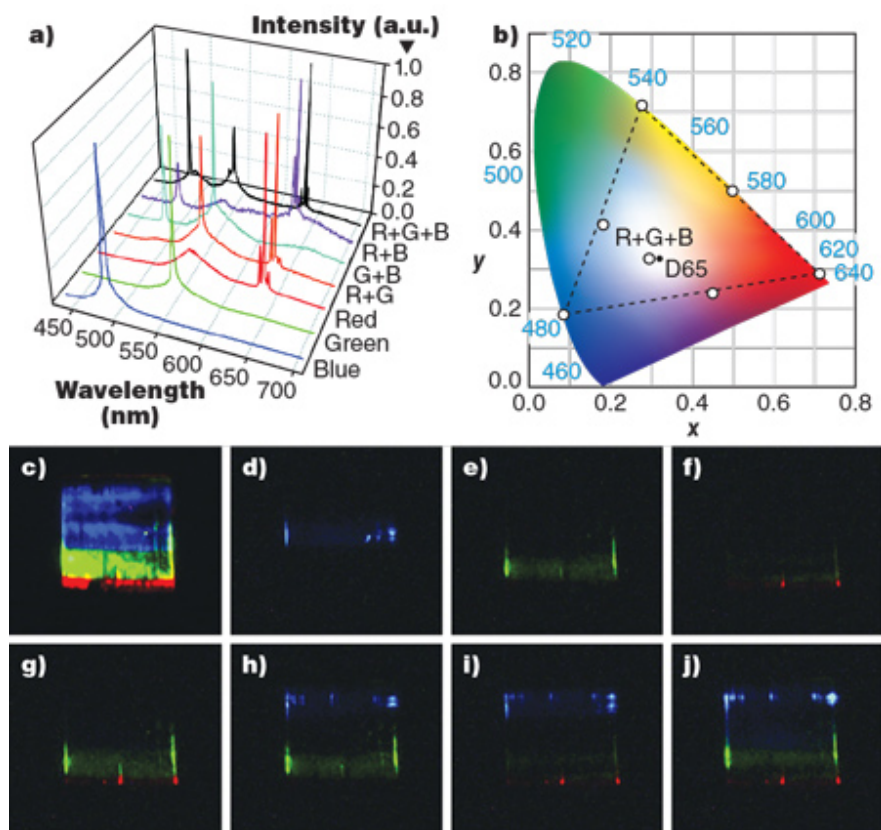 a)
Intensity (a.u.)
1.0
0.8
0.6
0.4
0.2
0.0
R+G+B
R+B
G+B
R+G
Red
Green
Blue
450
500
550
600
650
700
Wavelength
(nm)
b)
520
540
560
500
580
600
620
640
480
460
R+G+B
D65
0.8
0.6
0.4
0.2
0.0
y
0.2
0.4
0.6
0.8
x
c)
d)
e)
f)
g)
h)
i)
j)